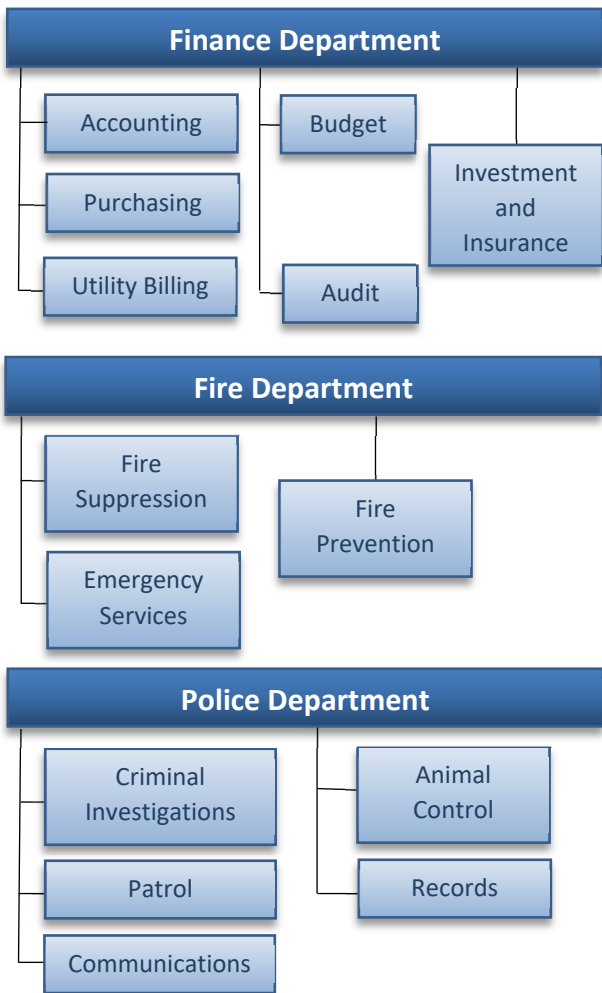 Finance Department
Accounting
Budget
Purchasing
Investment
and
Insurance
Utility Billing
Audit
Fire Department
Fire
Suppression
Fire
Prevention
Emergency
Services
Police Department
Criminal
Investigations
Animal
Control
Patrol
Records
Communications